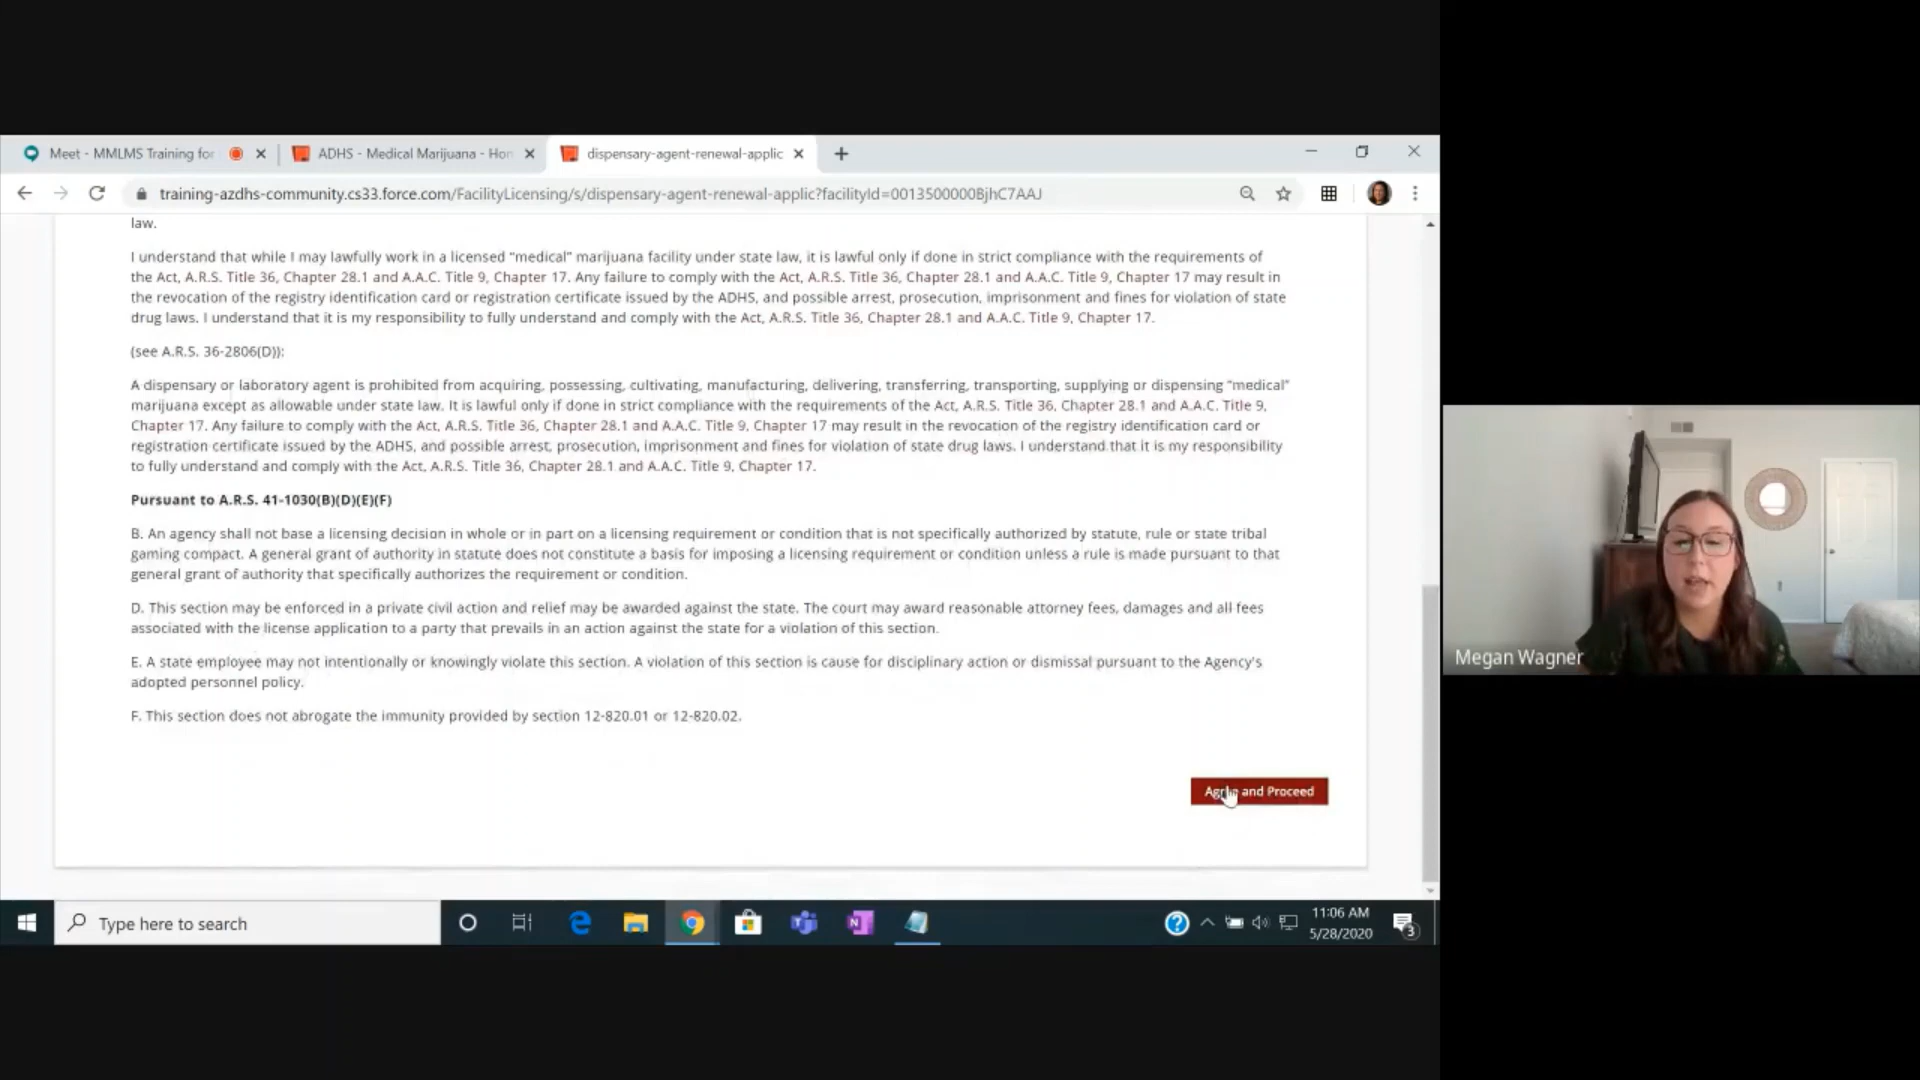 Meet - MMLMS Training for
ADHS - Medical Marijuana - Hon
dispensary-agent-renewal-applic
training-azdhs-community.cs33.force.com/FacilityLicensing/s/dispensary-agent-renewal-applic?facilityId=0013500000BjhC7AAJ
law.
I understand that while I may lawfully work in a licensed “medical” marijuana facility under state law, it is lawful only if done in strict compliance with the requirements of
the Act, A.R.S. Title 36, Chapter 28.1 and A.A.C. Title 9, Chapter 17. Any failure to comply with the Act, A.R.S. Title 36, Chapter 28.1 and A.A.C. Title 9, Chapter 17 may result in
the revocation of the registry identification card or registration certificate issued by the ADHS, and possible arrest, prosecution, imprisonment and fines for violation of state
drug laws. I understand that it is my responsibility to fully understand and comply with the Act, A.R.S. Title 36, Chapter 28.1 and A.A.C. Title 9, Chapter 17.
(see A.R.S. 36-2806(D)):
A dispensary or laboratory agent is prohibited from acquiring, possessing, cultivating, manufacturing, delivering, transferring, transporting, supplying or dispensing “medical”
marijuana except as allowable under state law. It is lawful only if done in strict compliance with the requirements of the Act, A.R.S. Title 36, Chapter 28.1 and A.A.C. Title 9,
Chapter 17. Any failure to comply with the Act, A.R.S. Title 36, Chapter 28.1 and A.A.C. Title 9, Chapter 17 may result in the revocation of the registry identification card or
registration certificate issued by the ADHS, and possible arrest, prosecution, imprisonment and fines for violation of state drug laws. I understand that it is my responsibility
to fully understand and comply with the Act, A.R.S. Title 36, Chapter 28.1 and A.A.C. Title 9, Chapter 17.
Pursuant to A.R.S. 41-1030(B)(D)(E)(F)
B. An agency shall not base a licensing decision in whole or in part on a licensing requirement or condition that is not specifically authorized by statute, rule or state tribal
gaming compact. A general grant of authority in statute does not constitute a basis for imposing a licensing requirement or condition unless a rule is made pursuant to that
general grant of authority that specifically authorizes the requirement or condition.
D. This section may be enforced in a private civil action and relief may be awarded against the state. The court may award reasonable attorney fees, damages and all fees
associated with the license application to a party that prevails in an action against the state for a violation of this section.
E. A state employee may not intentionally or knowingly violate this section. A violation of this section is cause for disciplinary action or dismissal pursuant to the Agency's
adopted personnel policy.
F. This section does not abrogate the immunity provided by section 12-820.01 or 12-820.02.
Agree and Proceed
Megan Wagner
Type here to search
11:06 AM
5/28/2020
3